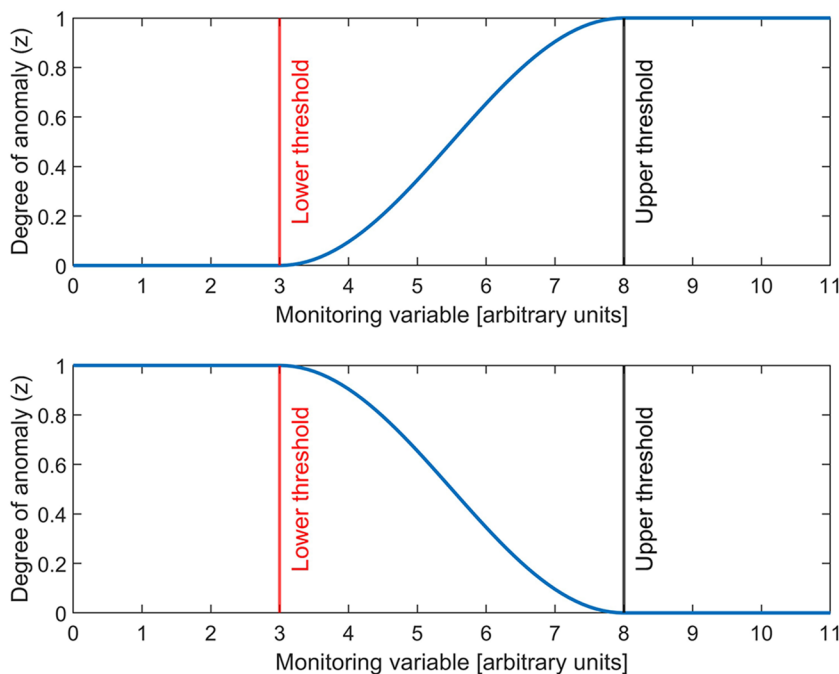 Degree of anomaly (z)
1
0.8
0.6
0.4
0.2
0
Lower threshold
Upper threshold
0 1 2 3 4 5 6 7 8 9 10 11
Monitoring variable [arbitrary units]
Degree of anomaly (z)
1
0.8
0.6
0.4
0.2
0
Lower threshold
Upper threshold
0 1 2 3 4 5 6 7 8 9 10 11
Monitoring variable [arbitrary units]